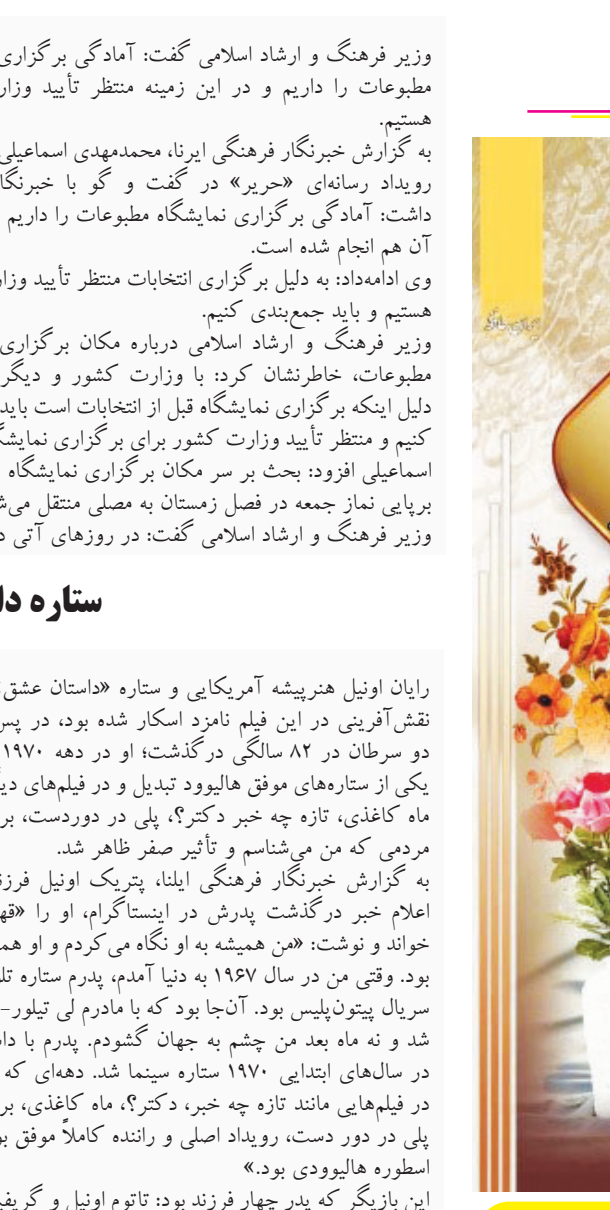 وزیر فرهنگ و ارشاد اسلامی گفت: آمادگی برگزاری
مطبوعات را داریم و در این زمینه منتظر تأیید وزار
هستیم.
به گزارش خبرنگار فرهنگی ایرنا، محمدمهدی اسماعیلی
رویداد رسانه‌ای «حریر» در گفت و گو با خبرنگا
داشت: آمادگی برگزاری نمایشگاه مطبوعات را داریم
آن هم انجام شده است.
وی ادامه‌داد: به دلیل برگزاری انتخابات منتظر تأیید وزار
هستیم و باید جمع‌بندی کنیم.
وزیر فرهنگ و ارشاد اسلامی درباره مکان برگزاری
مطبوعات، خاطرنشان کرد: با وزارت کشور و دیگر
دلیل اینکه برگزاری نمایشگاه قبل از انتخابات است باید
کنیم و منتظر تأیید وزارت کشور برای برگزاری نمایشگ
اسماعیلی افزود: بحث بر سر مکان برگزاری نمایشگاه
برپایی نماز جمعه در فصل زمستان به مصلی منتقل می‌ش
وزیر فرهنگ و ارشاد اسلامی گفت: در روزهای آتی د
ستاره دا
رایان اونیل هنرپیشه آمریکایی و ستاره «داستان عشق
نقش‌آفرینی در این فیلم نامزد اسکار شده بود، در پس
دو سرطان در ۸۲ سالگی درگذشت؛ او در دهه ۱۹۷۰
یکی از ستاره‌های موفق هالیوود تبدیل و در فیلم‌های دی
ماه کاغذی، تازه چه خبر دکتر؟، پلی در دوردست، بر
مردمی که من می‌شناسم و تأثیر صفر ظاهر شد.
به گزارش خبرنگار فرهنگی ایلنا، پتریک اونیل فرز
اعلام خبر درگذشت پدرش در اینستاگرام، او را «قه
خواند و نوشت: «من همیشه به او نگاه می‌کردم و او هم
بود. وقتی من در سال ۱۹۶۷ به دنیا آمدم، پدرم ستاره تل
سریال پیتون‌پلیس بود. آن‌جا بود که با مادرم لی تیلور-
شد و نه ماه بعد من چشم به جهان گشودم. پدرم با دا
در سال‌های ابتدایی ۱۹۷۰ ستاره سینما شد. دهه‌ای که
در فیلم‌هایی مانند تازه چه خبر، دکتر؟، ماه کاغذی، بر
پلی در دور دست، رویداد اصلی و راننده کاملاً موفق بو
اسطوره هالیوودی بود.»
این بازیگر که پدر چهار فرزند بود: تاتوم اونیل و گریفی